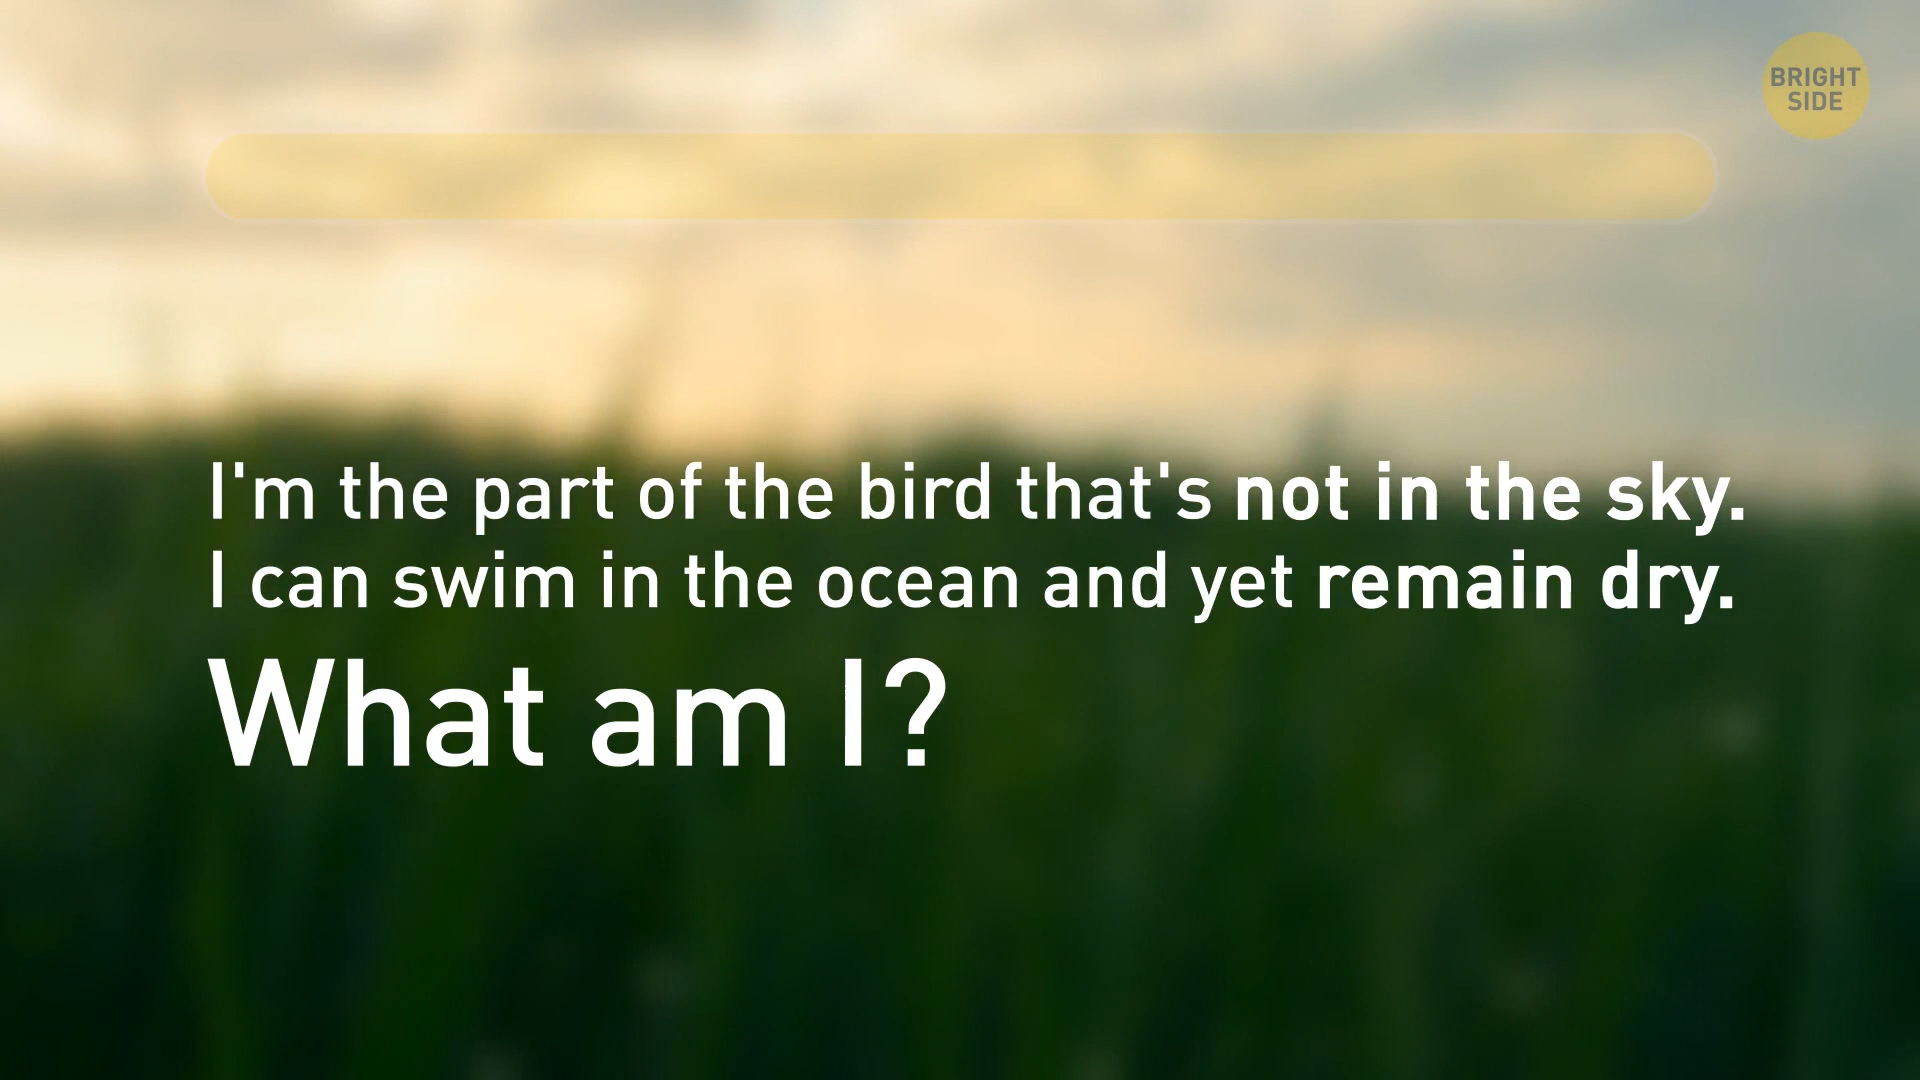 BRIGHT
SIDE
I'm the part of the bird that's not in the sky.
I can swim in the ocean and yet remain dry.
What am I?